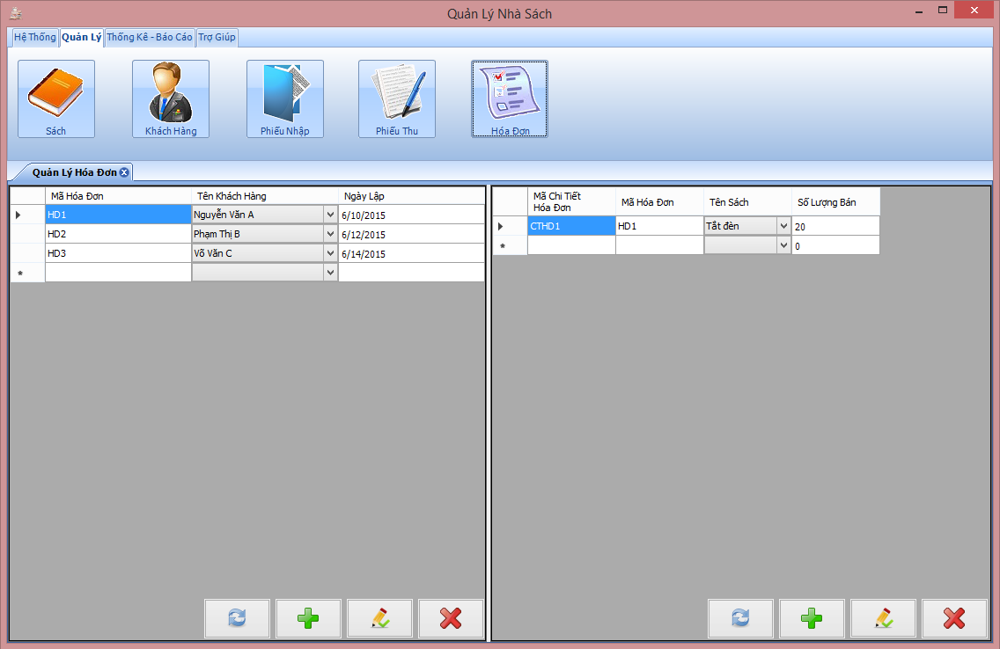 Quản Lý Nhà Sách
Hệ Thống Quản Lý Thống Kê - Báo Cáo Trợ Giúp
Sách Khách Hàng Phiếu Nhập Phiếu Thu Hóa Đơn
Quản Lý Hóa Đơn
Mã Hóa Đơn Tên Khách Hàng Ngày Lập
HD1 Nguyễn Văn A 6/10/2015
HD2 Phạm Thị B 6/12/2015
HD3 Võ Văn C 6/14/2015
Mã Chi Tiết
Hóa Đơn Mã Hóa Đơn Tên Sách Số Lượng Bán
CTHD1 HD1 Tắt đèn 20
0